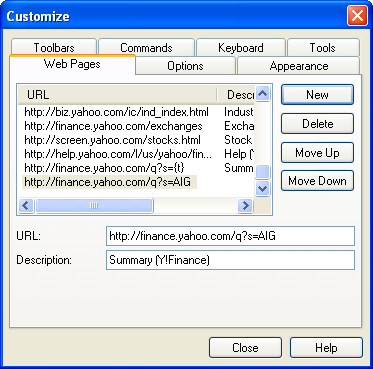 Customize
Toolbars Commands Keyboard Tools
Web Pages Options Appearance
URL Descr
http://biz.yahoo.com/ic/ind_index.html Indust
http://finance.yahoo.com/exchanges Excha
http://screen.yahoo.com/stocks.html Stock
http://help.yahoo.com/l/us/yahoo/fin... Help (Y
http://finance.yahoo.com/q?s={t} Summ
http://finance.yahoo.com/q?s=AIG
New
Delete
Move Up
Move Down
URL: http://finance.yahoo.com/q?s=AIG
Description: Summary (Y!Finance)
Close Help